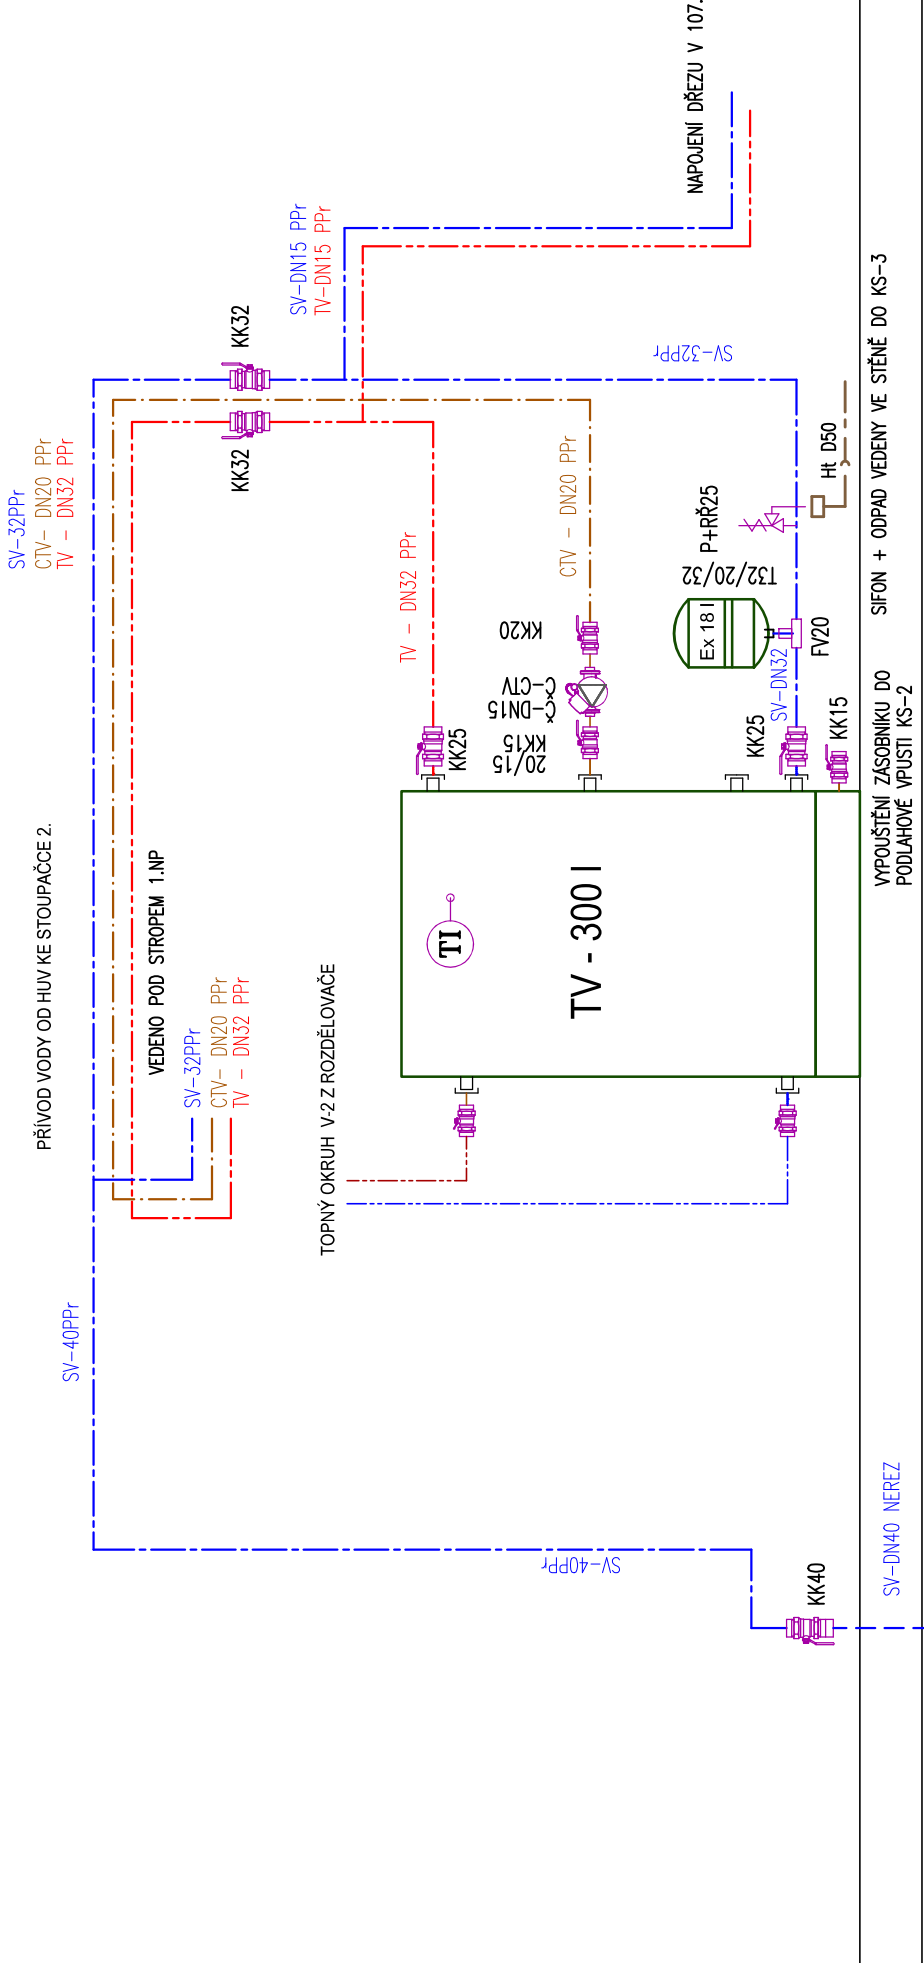 PŘÍVOD VODY OD HUV KE STOUPAČCE 2.
SV-32PPr
CTV- DN20 PPr
TV - DN32 PPr
SV-40PPr
VEDENO POD STROPEM 1.NP
SV-32PPr
CTV- DN20 PPr
TV - DN32 PPr
KK32
KK32
SV-DN15 PPr
TV-DN15 PPr
TOPNÝ OKRUH V-2 Z ROZDĚLOVAČE
TV - DN32 PPr
KK25
TI
TV - 300 l
20/15
KK15
Č-DN15
Č-CTV
KK20
CTV - DN20 PPr
SV-40PPr
SV-32PPr
NAPOJENÍ DŘEZU V 107.
Ex 18 l
T32/20/32
P+RŘ25
KK25
SV-DN32
FV20
Ht D50
KK15
KK40
SV-DN40 NEREZ
VYPOUŠTĚNÍ ZÁSOBNÍKU DO
PODLAHOVÉ VPUSTI KS-2
SIFON + ODPAD VEDENY VE STĚNĚ DO KS-3